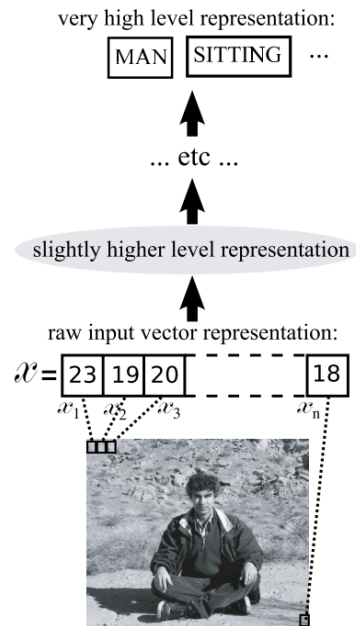 very high level representation:
MAN SITTING ...
... etc ...
slightly higher level representation
raw input vector representation:
x = 23 19 20 18
x₁ x₂ x₃ xₙ